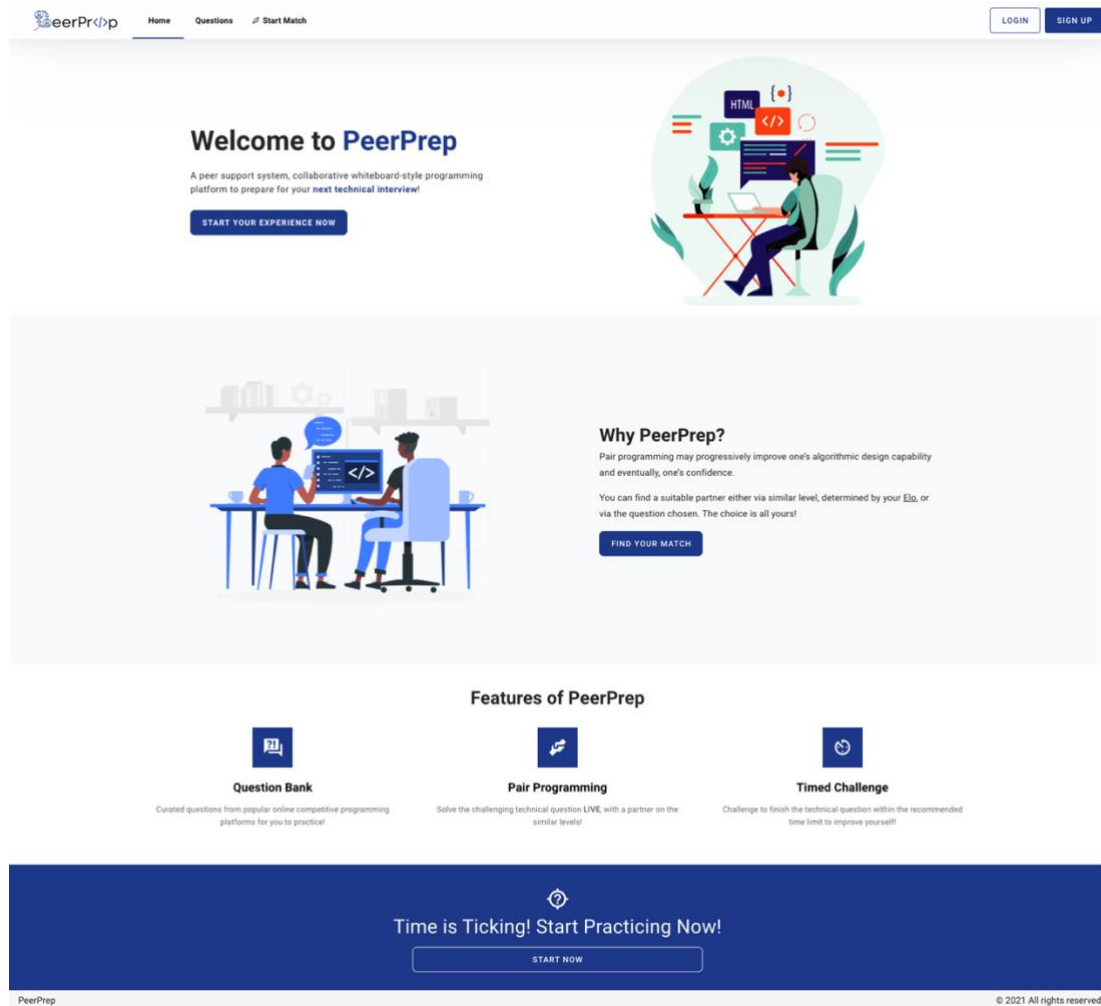 PeerPr</>p
Home
Questions
Start Match
LOGIN
SIGN UP
HTML
{ }
</>
Welcome to PeerPrep
A peer support system, collaborative whiteboard-style programming
platform to prepare for your next technical interview!
START YOUR EXPERIENCE NOW
</>
Why PeerPrep?
Pair programming may progressively improve one's algorithmic design capability
and eventually, one's confidence.
You can find a suitable partner either via similar level, determined by your Elo, or
via the question chosen. The choice is all yours!
FIND YOUR MATCH
Features of PeerPrep
?!
Question Bank
Curated questions from popular online competitive programming
platforms for you to practice!
Pair Programming
Solve the challenging technical question LIVE, with a partner on the
similar levels!
Timed Challenge
Challenge to finish the technical question within the recommended
time limit to improve yourself!
?
Time is Ticking! Start Practicing Now!
START NOW
PeerPrep
© 2021 All rights reserved